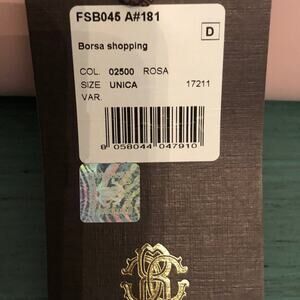 FSB045 A#181
D
Borsa shopping
COL. 02500 ROSA
SIZE UNICA 17211
VAR.
8 058044 047910